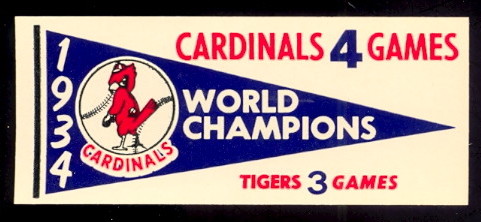 CARDINALS 4 GAMES
1934
WORLD
CHAMPIONS
CARDINALS
TIGERS 3 GAMES